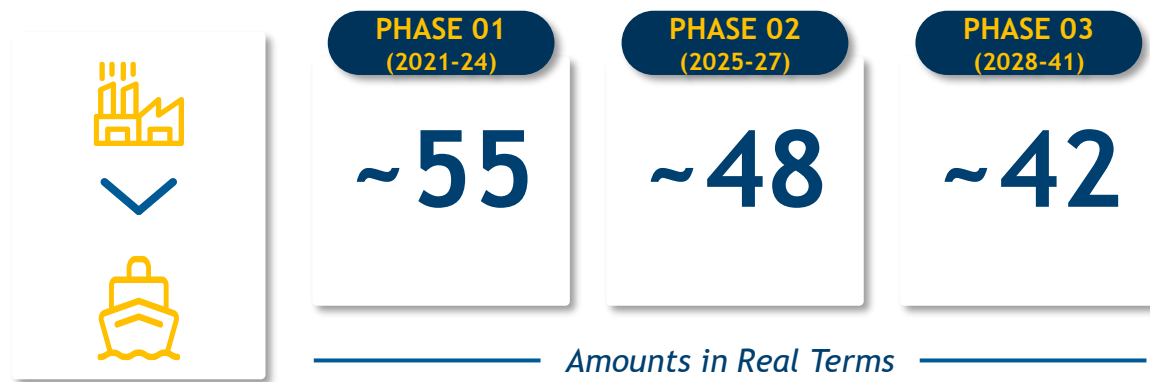 PHASE 01
(2021-24)
~55
PHASE 02
(2025-27)
~48
PHASE 03
(2028-41)
~42
Amounts in Real Terms